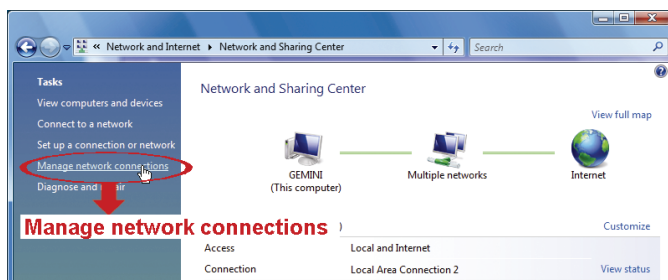 « Network and Internet ▸ Network and Sharing Center
Search
Tasks
View computers and devices
Connect to a network
Set up a connection or network
Manage network connections
Diagnose and
Network and Sharing Center
View full map
GEMINI
(This computer)
Multiple networks
Internet
Manage network connections
)
Customize
Access
Local and Internet
Connection
Local Area Connection 2
View status